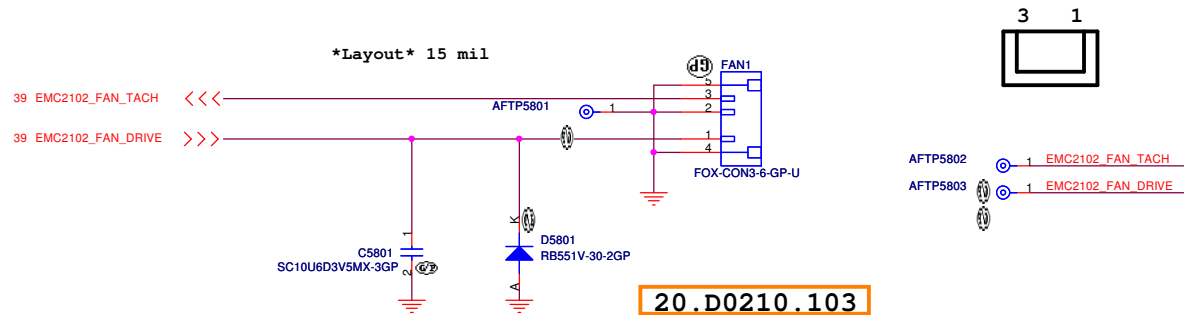 3 1
*Layout* 15 mil
GP
FAN1
5
39 EMC2102_FAN_TACH
3
AFTP5801
1
2
39 EMC2102_FAN_DRIVE
1
4
FOX-CON3-6-GP-U
AFTP5802
1
EMC2102_FAN_TACH
AFTP5803
1
EMC2102_FAN_DRIVE
K
1
C5801
SC10U6D3V5MX-3GP
2
D5801
RB551V-30-2GP
A
20.D0210.103